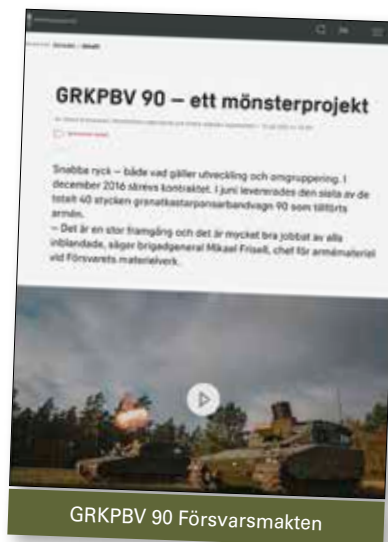 GRKPBV 90 – ett mönsterprojekt
Snabba ryck – både vad gäller utveckling och omgruppering. I
december 2016 skrevs kontraktet. I juni levererades den sista av de
totalt 40 stycken granatkastarpansarbandvagn 90 som tillförts
armén.
– Det är en stor framgång och det är mycket bra jobbat av alla
inblandade, säger brigadgeneral Mikael Frisell, chef för armémateriel
vid Försvarets materielverk.
GRKPBV 90 Försvarsmakten